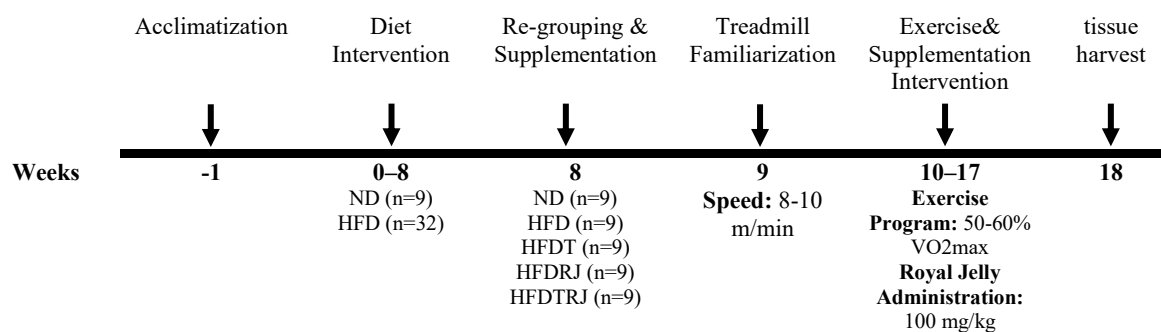 Acclimatization
Diet
Intervention
Re-grouping &
Supplementation
Treadmill
Familiarization
Exercise&
Supplementation
Intervention
tissue
harvest
Weeks
-1
0–8
ND (n=9)
HFD (n=32)
8
ND (n=9)
HFD (n=9)
HFDT (n=9)
HFDRJ (n=9)
HFDTRJ (n=9)
9
Speed: 8-10
m/min
10–17
Exercise
Program: 50-60%
VO2max
Royal Jelly
Administration:
100 mg/kg
18